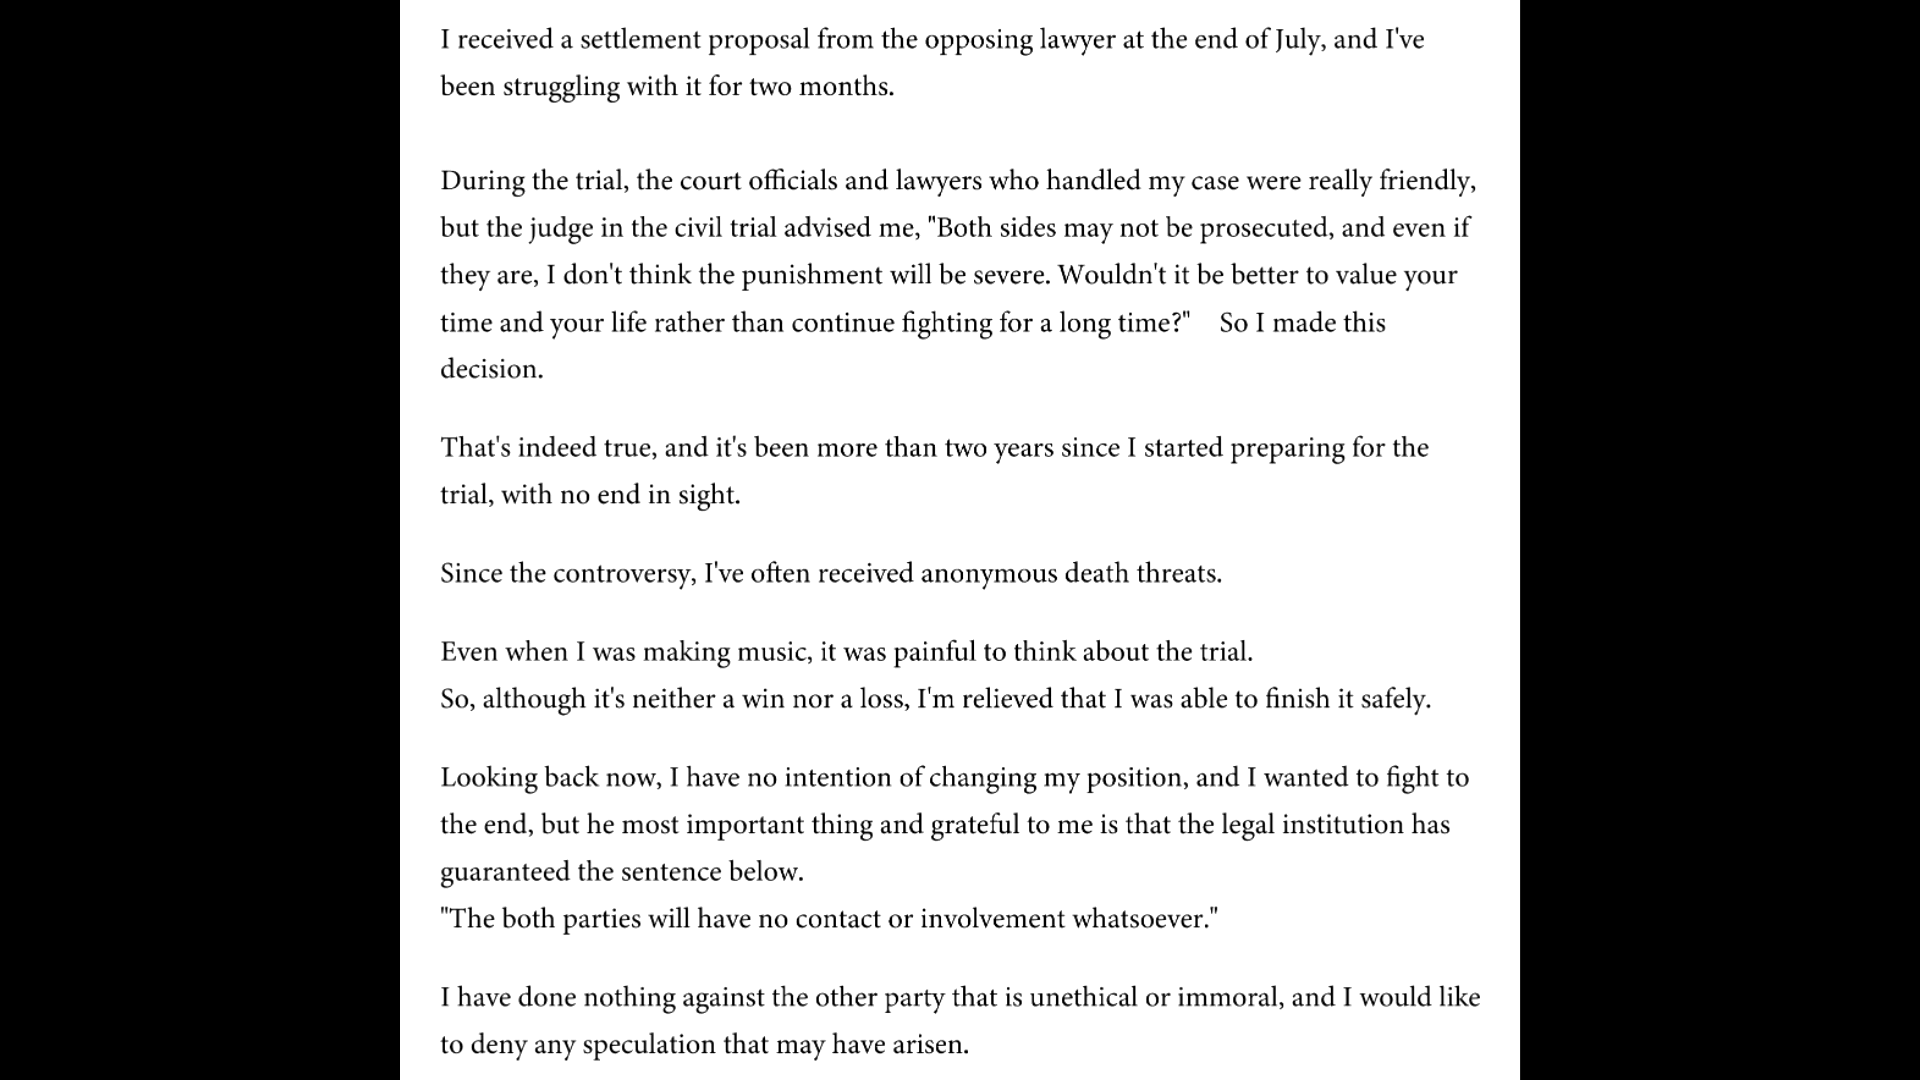 I received a settlement proposal from the opposing lawyer at the end of July, and I've
been struggling with it for two months.
During the trial, the court officials and lawyers who handled my case were really friendly,
but the judge in the civil trial advised me, "Both sides may not be prosecuted, and even if
they are, I don't think the punishment will be severe. Wouldn't it be better to value your
time and your life rather than continue fighting for a long time?" So I made this
decision.
That's indeed true, and it's been more than two years since I started preparing for the
trial, with no end in sight.
Since the controversy, I've often received anonymous death threats.
Even when I was making music, it was painful to think about the trial.
So, although it's neither a win nor a loss, I'm relieved that I was able to finish it safely.
Looking back now, I have no intention of changing my position, and I wanted to fight to
the end, but he most important thing and grateful to me is that the legal institution has
guaranteed the sentence below.
"The both parties will have no contact or involvement whatsoever."
I have done nothing against the other party that is unethical or immoral, and I would like
to deny any speculation that may have arisen.